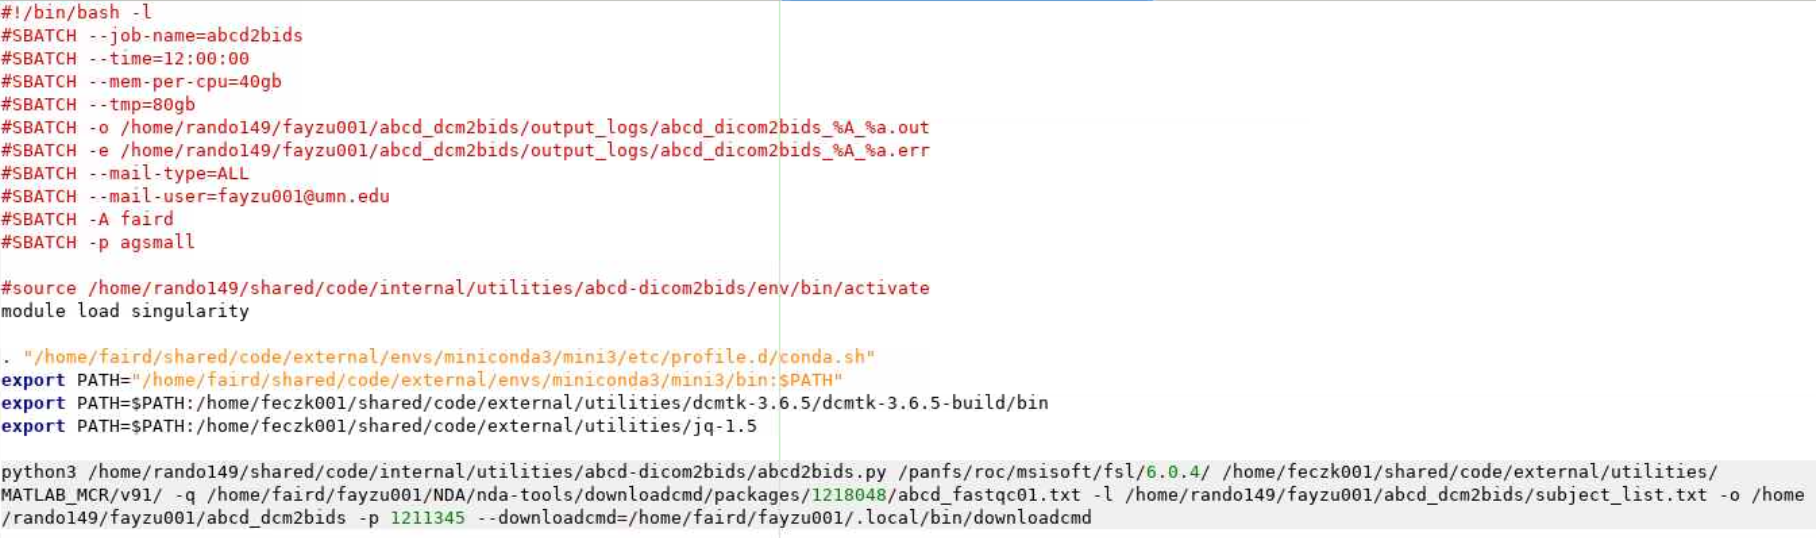 #!/bin/bash -l
#SBATCH --job-name=abcd2bids
#SBATCH --time=12:00:00
#SBATCH --mem-per-cpu=40gb
#SBATCH --tmp=80gb
#SBATCH -o /home/rando149/fayzu001/abcd_dcm2bids/output_logs/abcd_dicom2bids_%A_%a.out
#SBATCH -e /home/rando149/fayzu001/abcd_dcm2bids/output_logs/abcd_dicom2bids_%A_%a.err
#SBATCH --mail-type=ALL
#SBATCH --mail-user=fayzu001@umn.edu
#SBATCH -A faird
#SBATCH -p agsmall
#source /home/rando149/shared/code/internal/utilities/abcd-dicom2bids/env/bin/activate
module load singularity
. "/home/faird/shared/code/external/envs/miniconda3/mini3/etc/profile.d/conda.sh"
export PATH="/home/faird/shared/code/external/envs/miniconda3/mini3/bin:$PATH"
export PATH=$PATH:/home/feczk001/shared/code/external/utilities/dcmtk-3.6.5/dcmtk-3.6.5-build/bin
export PATH=$PATH:/home/feczk001/shared/code/external/utilities/jq-1.5
python3 /home/rando149/shared/code/internal/utilities/abcd-dicom2bids/abcd2bids.py /panfs/roc/msisoft/fsl/6.0.4/ /home/feczk001/shared/code/external/utilities/
MATLAB_MCR/v91/ -q /home/faird/fayzu001/NDA/nda-tools/downloadcmd/packages/1218048/abcd_fastqc01.txt -l /home/rando149/fayzu001/abcd_dcm2bids/subject_list.txt -o /home
/rando149/fayzu001/abcd_dcm2bids -p 1211345 --downloadcmd=/home/faird/fayzu001/.local/bin/downloadcmd